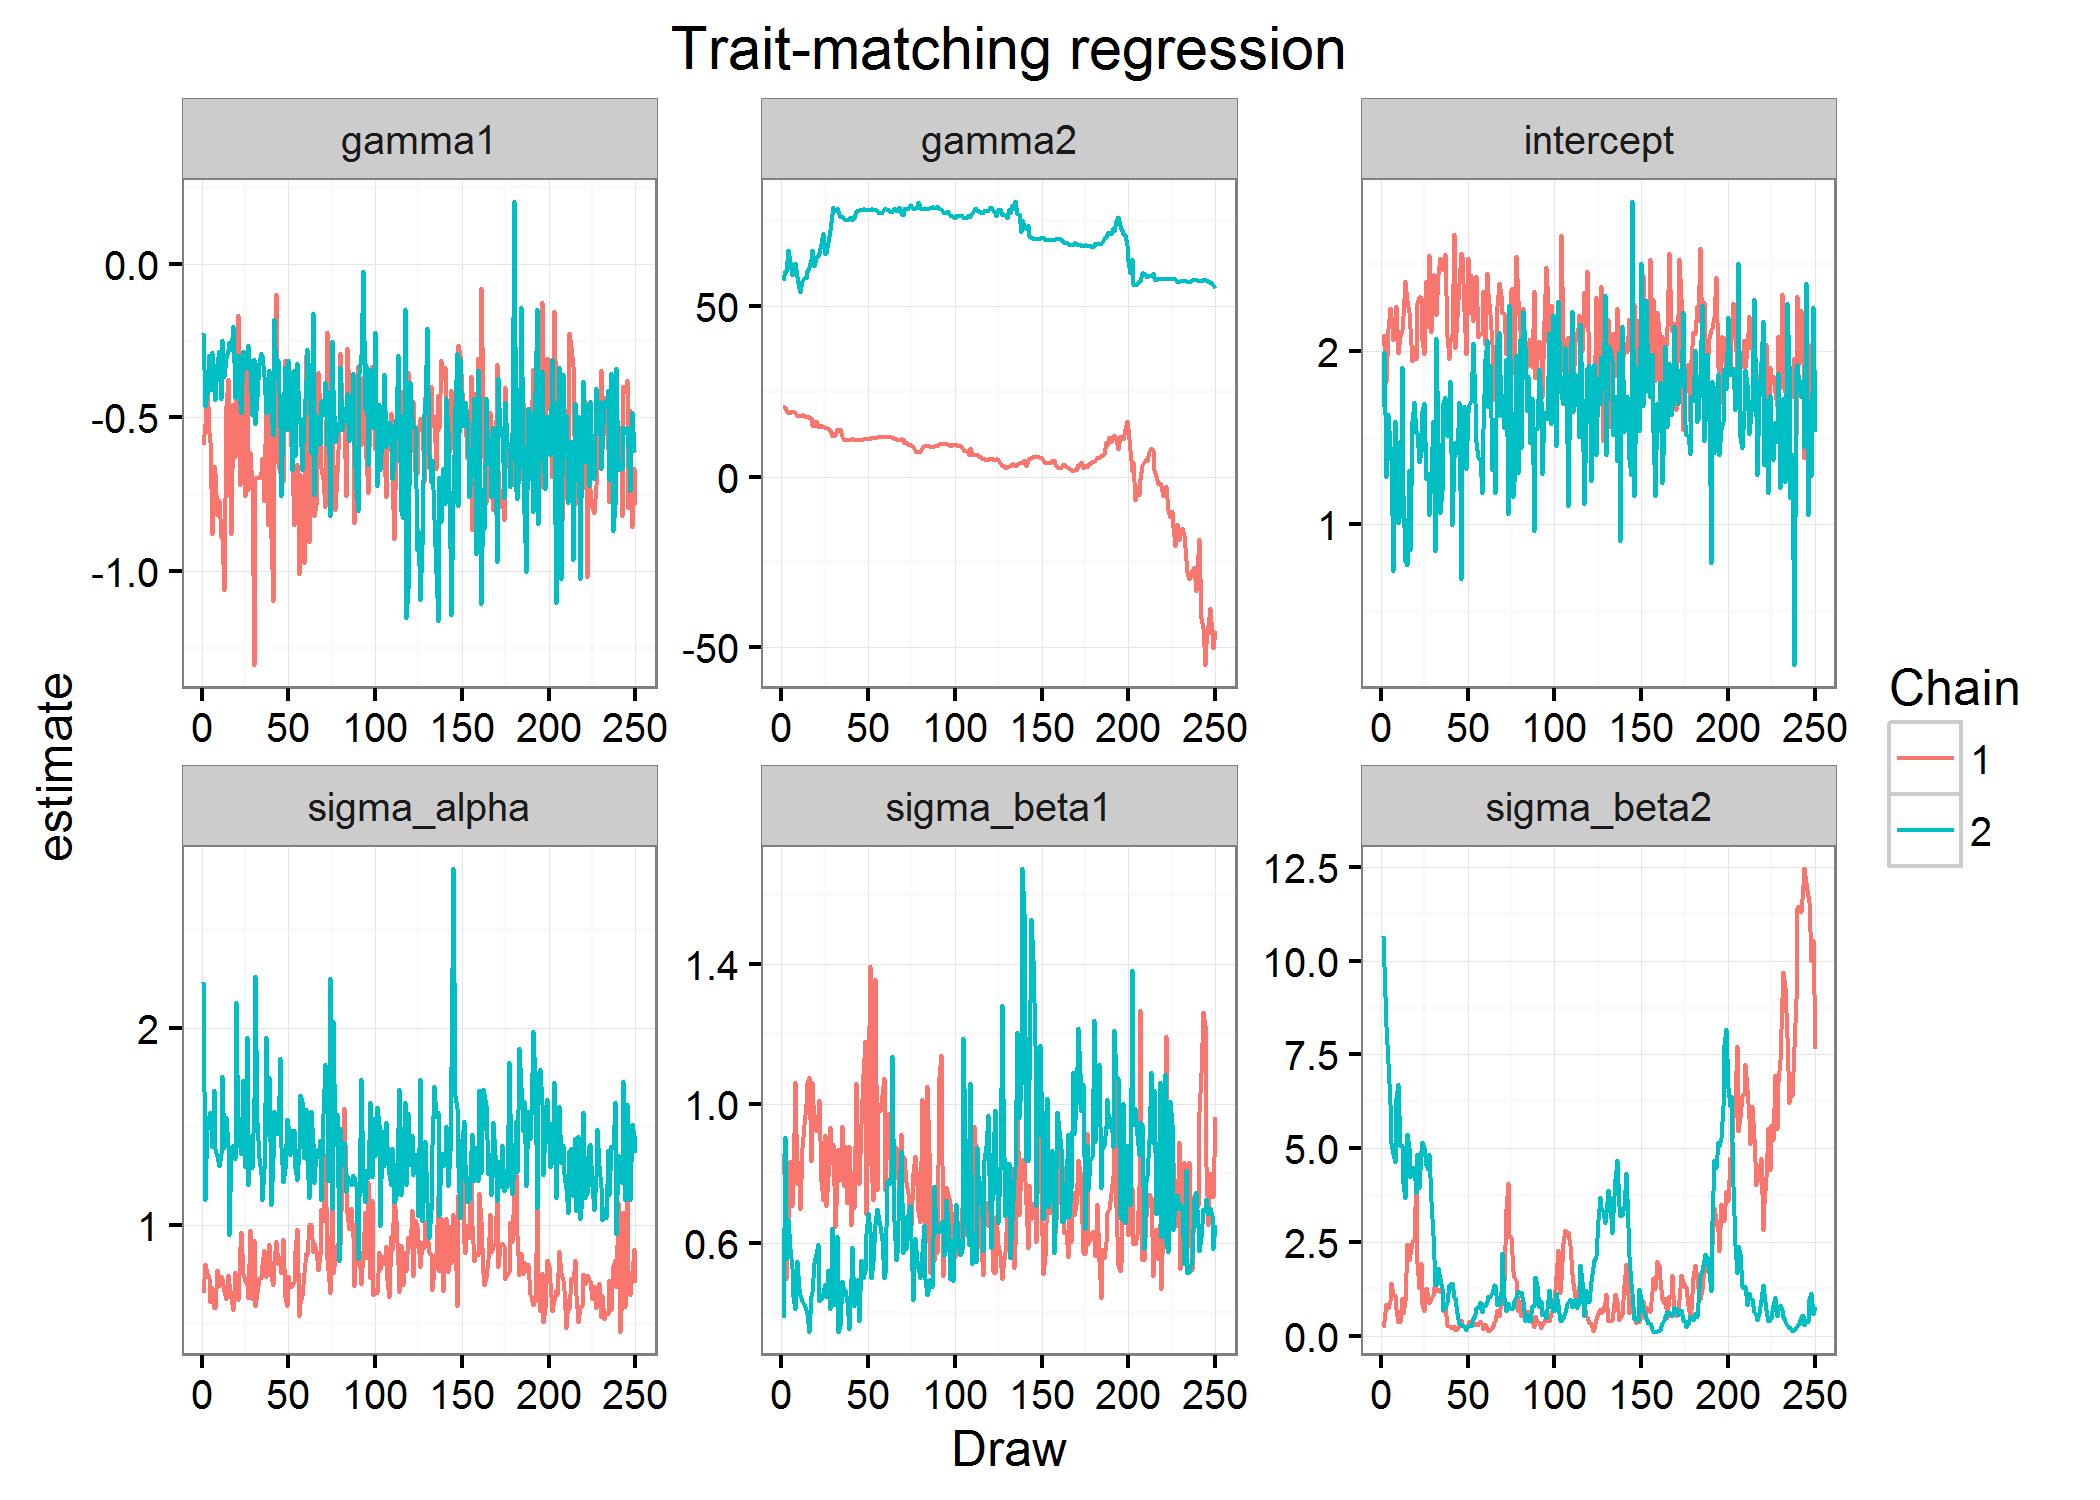 Trait-matching regression
gamma1 gamma2 intercept
0.0
-0.5
-1.0
50
0
-50
2
1
0 50 100 150 200 250 0 50 100 150 200 250 0 50 100 150 200 250
estimate
sigma_alpha sigma_beta1 sigma_beta2
2
1
1.4
1.0
0.6
12.5
10.0
7.5
5.0
2.5
0.0
0 50 100 150 200 250 0 50 100 150 200 250 0 50 100 150 200 250
Draw
Chain
1
2